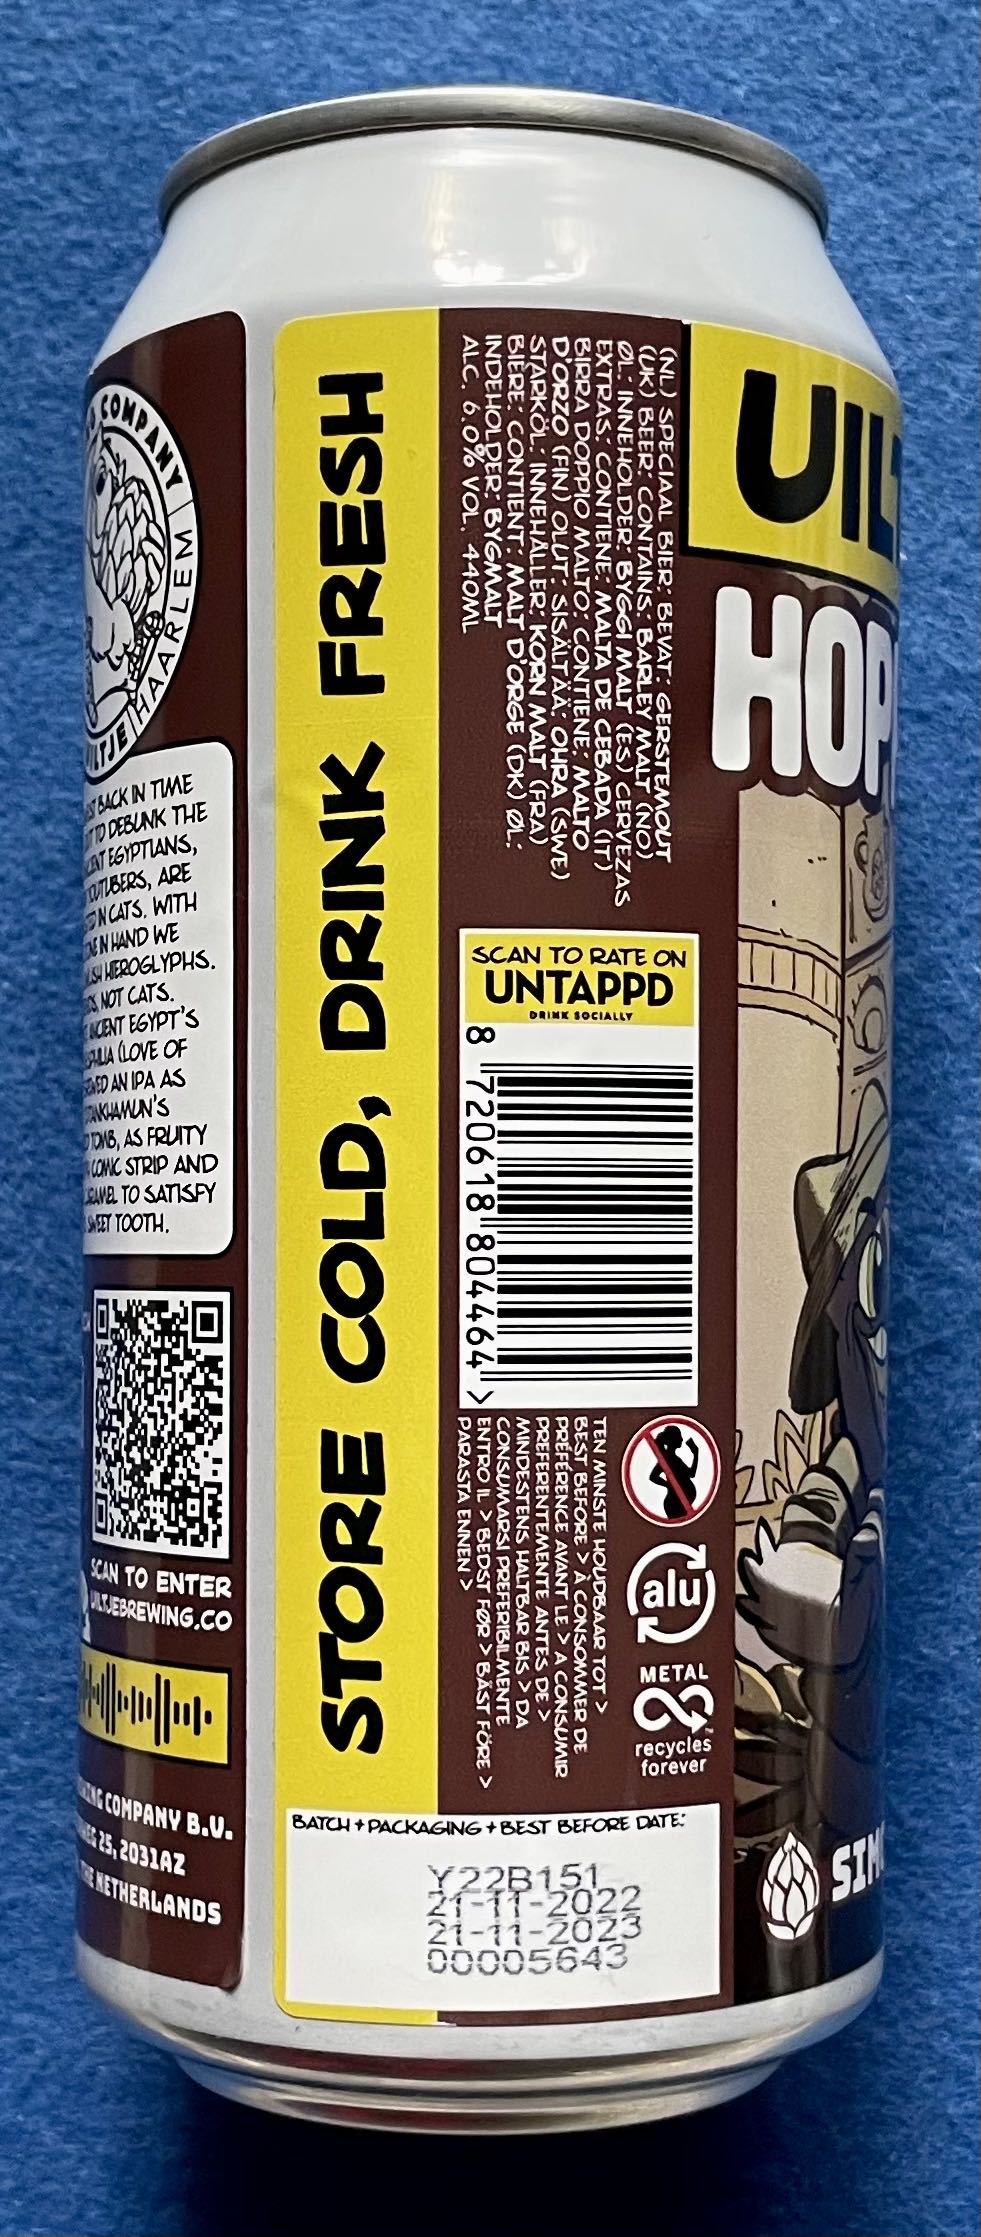 COMPANY
HAARLEM
UILTJE
BACK IN TIME
TO DEBUNK THE
EGYPTIANS,
YOUTUBERS, ARE
IN CATS. WITH
IN HAND WE
HIEROGLYPHS.
NOT CATS.
ANCIENT EGYPT'S
(LOVE OF
AN IPA AS
TUTANKHAMUN'S
TOMB, AS FRUITY
COMIC STRIP AND
CARAMEL TO SATISFY
SWEET TOOTH.
SCAN TO ENTER
UILTJEBREWING.CO
COMPANY B.V.
25, 2031AZ
THE NETHERLANDS
STORE COLD, DRINK FRESH
(NL) SPECIAAL BIER: BEVAT: GERSTEMOUT
(UK) BEER: CONTAINS: BARLEY MALT (NO)
ØL: INNEHOLDER: BYGGI MALT (ES) CERVEZAS
EXTRAS: CONTIENE: MALTA DE CEBADA (IT)
BIRRA DOPPIO MALTO: CONTIENE: MALTO
D'ORZO (FIN) OLUT: SISÄLTÄÄ: OHRA (SWE)
STARKÖL: INNEHÅLLER: KORN MALT (FRA)
BIÈRE: CONTIENT: MALT D'ORGE (DK) ØL:
INDEHOLDER: BYGMALT
ALC. 6.0% VOL. 440ML
SCAN TO RATE ON
UNTAPPD
DRINK SOCIALLY
8 720618 804464 >
TEN MINSTE HOUDBAAR TOT >
BEST BEFORE > À CONSOMMER DE
PRÉFÉRENCE AVANT LE > A CONSUMIR
PREFERENTEMENTE ANTES DE >
MINDESTENS HALTBAR BIS > DA
CONSUMARSI PREFERIBILMENTE
ENTRO IL > BEDST FØR > BÄST FÖRE >
PARASTA ENNEN >
alu
METAL
recycles
forever
BATCH + PACKAGING + BEST BEFORE DATE:
Y22B151
21-11-2022
21-11-2023
00005643
UILT
HOP
SIM